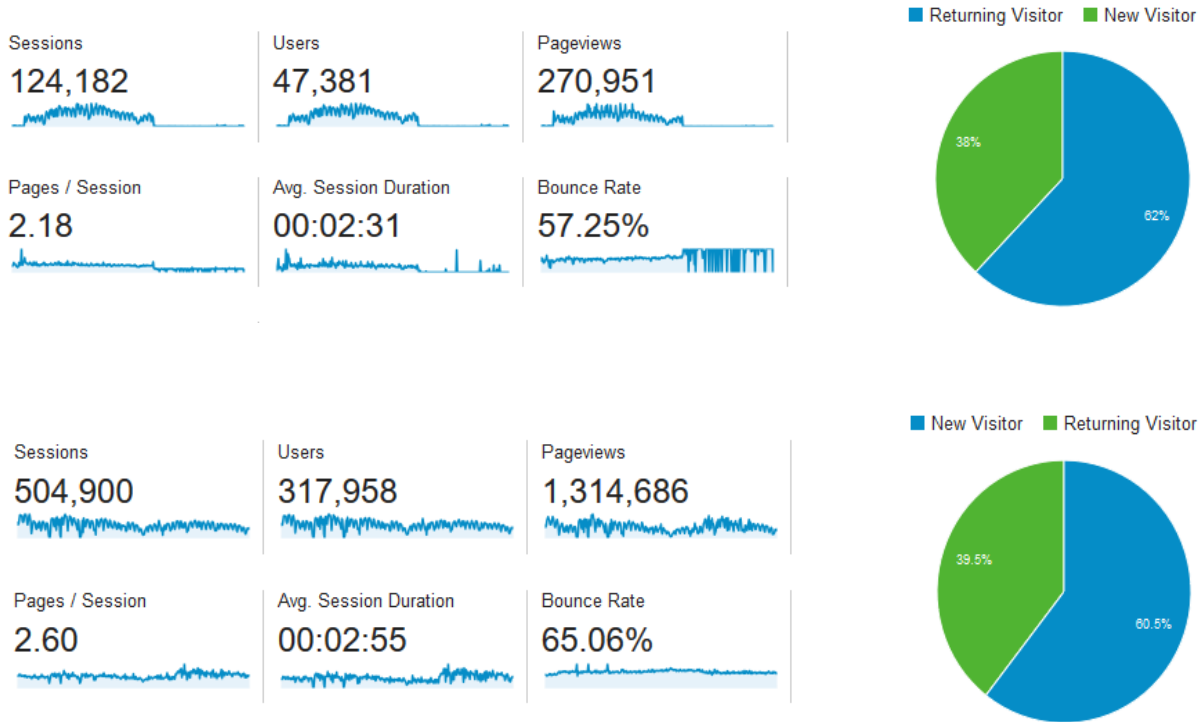 Returning Visitor New Visitor
Sessions Users Pageviews
124,182 47,381 270,951
38%
62%
Pages / Session Avg. Session Duration Bounce Rate
2.18 00:02:31 57.25%
New Visitor Returning Visitor
Sessions Users Pageviews
504,900 317,958 1,314,686
39.5%
60.5%
Pages / Session Avg. Session Duration Bounce Rate
2.60 00:02:55 65.06%